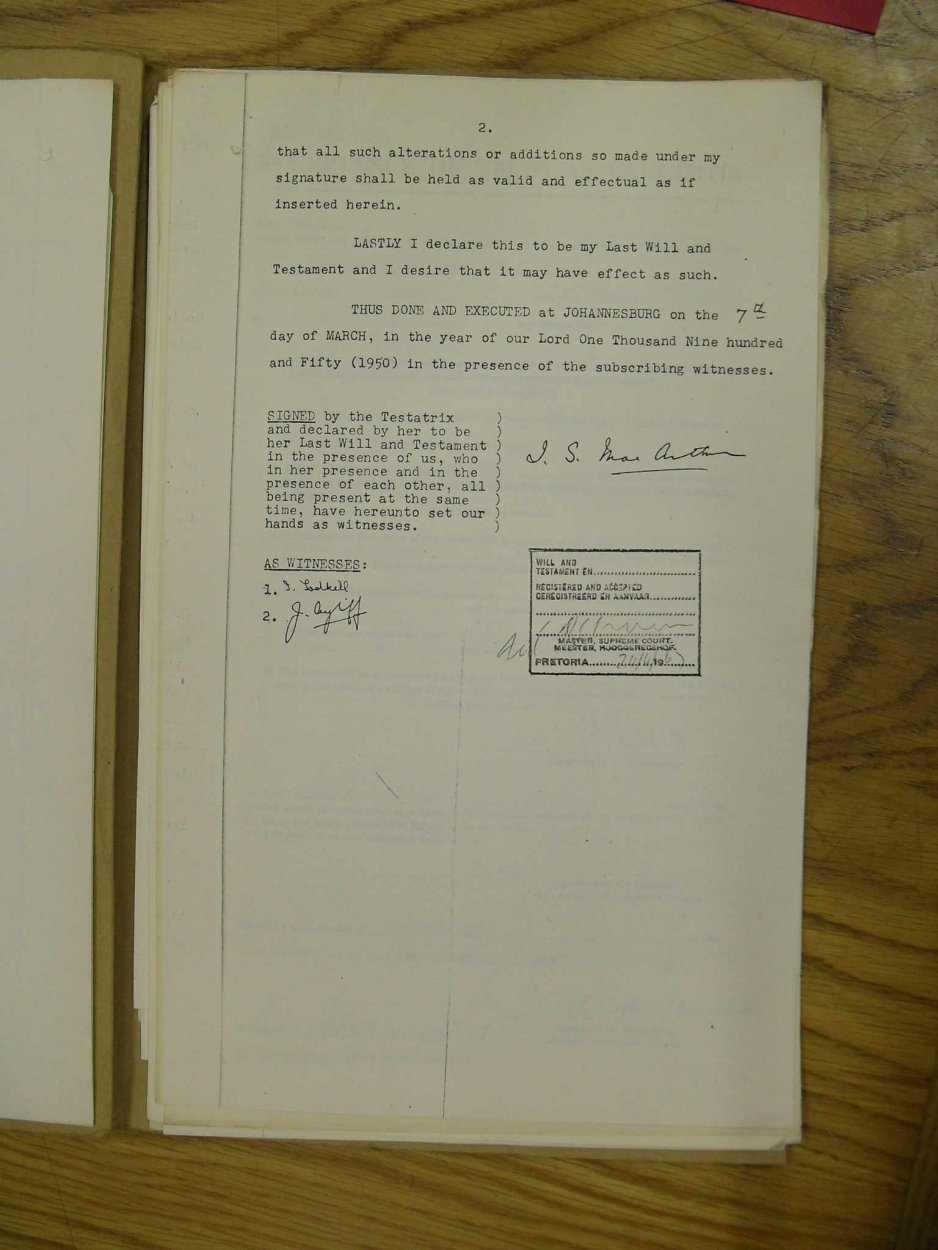 2.
that all such alterations or additions so made under my
signature shall be held as valid and effectual as if
inserted herein.
LASTLY I declare this to be my Last Will and
Testament and I desire that it may have effect as such.
THUS DONE AND EXECUTED at JOHANNESBURG on the 7th
day of MARCH, in the year of our Lord One Thousand Nine hundred
and Fifty (1950) in the presence of the subscribing witnesses.
SIGNED by the Testatrix )
and declared by her to be )
her Last Will and Testament )
in the presence of us, who )
in her presence and in the )
presence of each other, all )
being present at the same )
time, have hereunto set our )
hands as witnesses. )
I. S. Mac Arthur
AS WITNESSES:
1.
2. J.
WILL AND
TESTAMENT EN
REGISTERED AND ACCEPTED
GEREGISTREERD EN AANVAAR
MASTER, SUPREME COURT.
MEESTER, HOOGGEREGSHOF.
PRETORIA 19